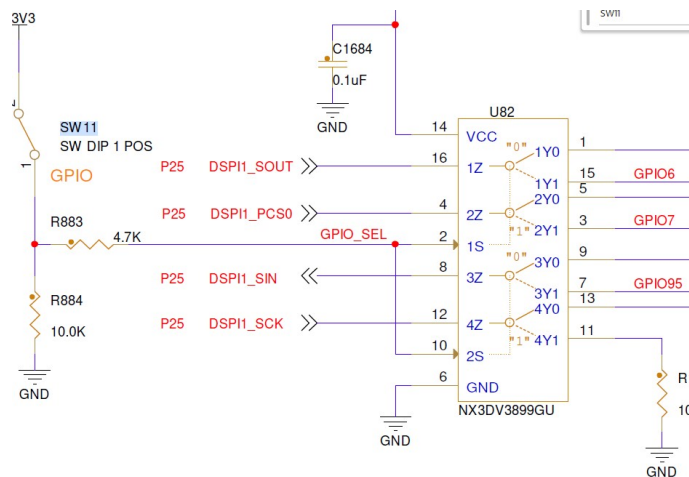 SW11
3V3
C1684
0.1uF
GND
U82
SW11
SW DIP 1 POS
1
GPIO
14 VCC "0" 1Y0 1
P25 DSPI1_SOUT 16 1Z
1Y1 15 GPIO6
2Y0 5
P25 DSPI1_PCS0 4 2Z
2Y1 3 GPIO7
R883
4.7K GPIO_SEL 2 1S "1"
"0" 3Y0 9
P25 DSPI1_SIN 8 3Z
3Y1 7 GPIO95
4Y0 13
R884
10.0K
P25 DSPI1_SCK 12 4Z
"1" 4Y1 11
10 2S
6 GND
GND
NX3DV3899GU
GND
R
10
GND